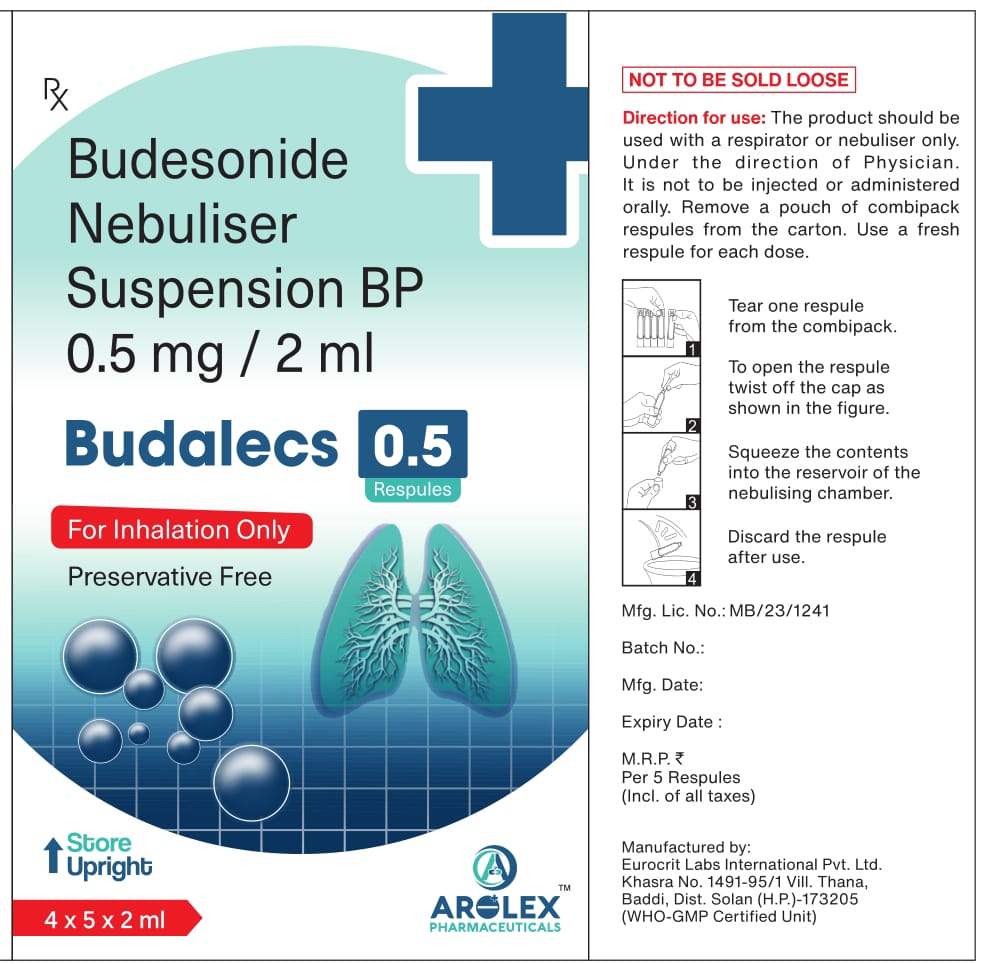 Rx
Budesonide
Nebuliser
Suspension BP
0.5 mg / 2 ml
Budalecs 0.5
Respules
For Inhalation Only
Preservative Free
Store
Upright
4 x 5 x 2 ml
AROLEX TM
PHARMACEUTICALS
NOT TO BE SOLD LOOSE
Direction for use: The product should be
used with a respirator or nebuliser only.
Under the direction of Physician.
It is not to be injected or administered
orally. Remove a pouch of combipack
respules from the carton. Use a fresh
respule for each dose.
1
Tear one respule
from the combipack.
2
To open the respule
twist off the cap as
shown in the figure.
3
Squeeze the contents
into the reservoir of the
nebulising chamber.
4
Discard the respule
after use.
Mfg. Lic. No.: MB/23/1241
Batch No.:
Mfg. Date:
Expiry Date :
M.R.P. ₹
Per 5 Respules
(Incl. of all taxes)
Manufactured by:
Eurocrit Labs International Pvt. Ltd.
Khasra No. 1491-95/1 Vill. Thana,
Baddi, Dist. Solan (H.P.)-173205
(WHO-GMP Certified Unit)